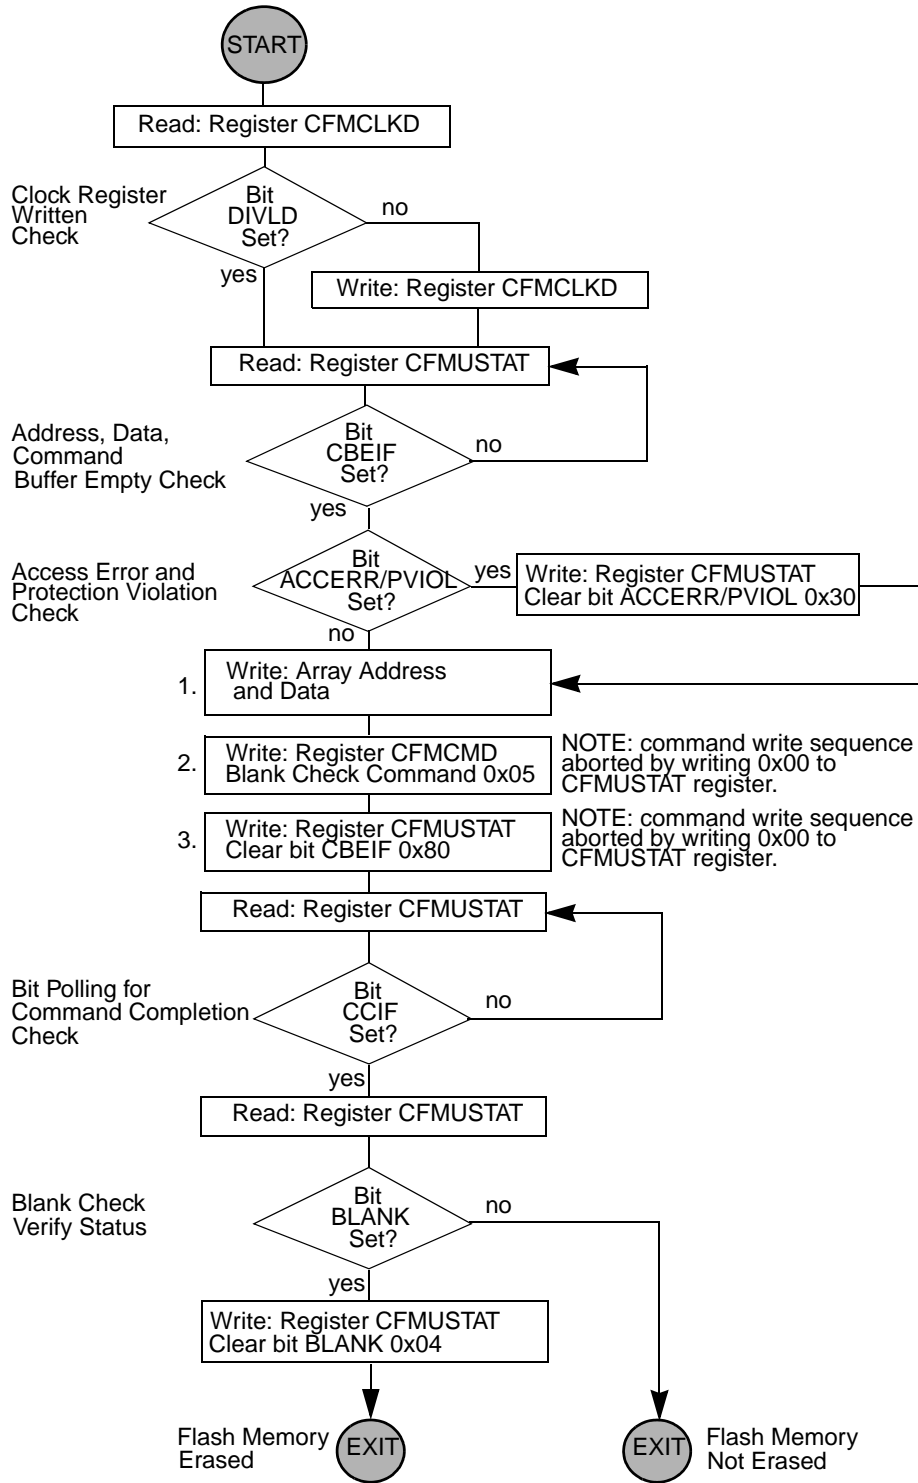 START
Read: Register CFMCLKD
Clock Register
Written
Check
Bit
DIVLD
Set?
no
yes
Write: Register CFMCLKD
Read: Register CFMUSTAT
Address, Data,
Command
Buffer Empty Check
Bit
CBEIF
Set?
no
yes
Access Error and
Protection Violation
Check
Bit
ACCERR/PVIOL
Set?
yes
Write: Register CFMUSTAT
Clear bit ACCERR/PVIOL 0x30
no
1.
Write: Array Address
and Data
2.
Write: Register CFMCMD
Blank Check Command 0x05
NOTE: command write sequence
aborted by writing 0x00 to
CFMUSTAT register.
3.
Write: Register CFMUSTAT
Clear bit CBEIF 0x80
NOTE: command write sequence
aborted by writing 0x00 to
CFMUSTAT register.
Read: Register CFMUSTAT
Bit Polling for
Command Completion
Check
Bit
CCIF
Set?
no
yes
Read: Register CFMUSTAT
Blank Check
Verify Status
Bit
BLANK
Set?
no
yes
Write: Register CFMUSTAT
Clear bit BLANK 0x04
Flash Memory
Erased
EXIT
EXIT
Flash Memory
Not Erased